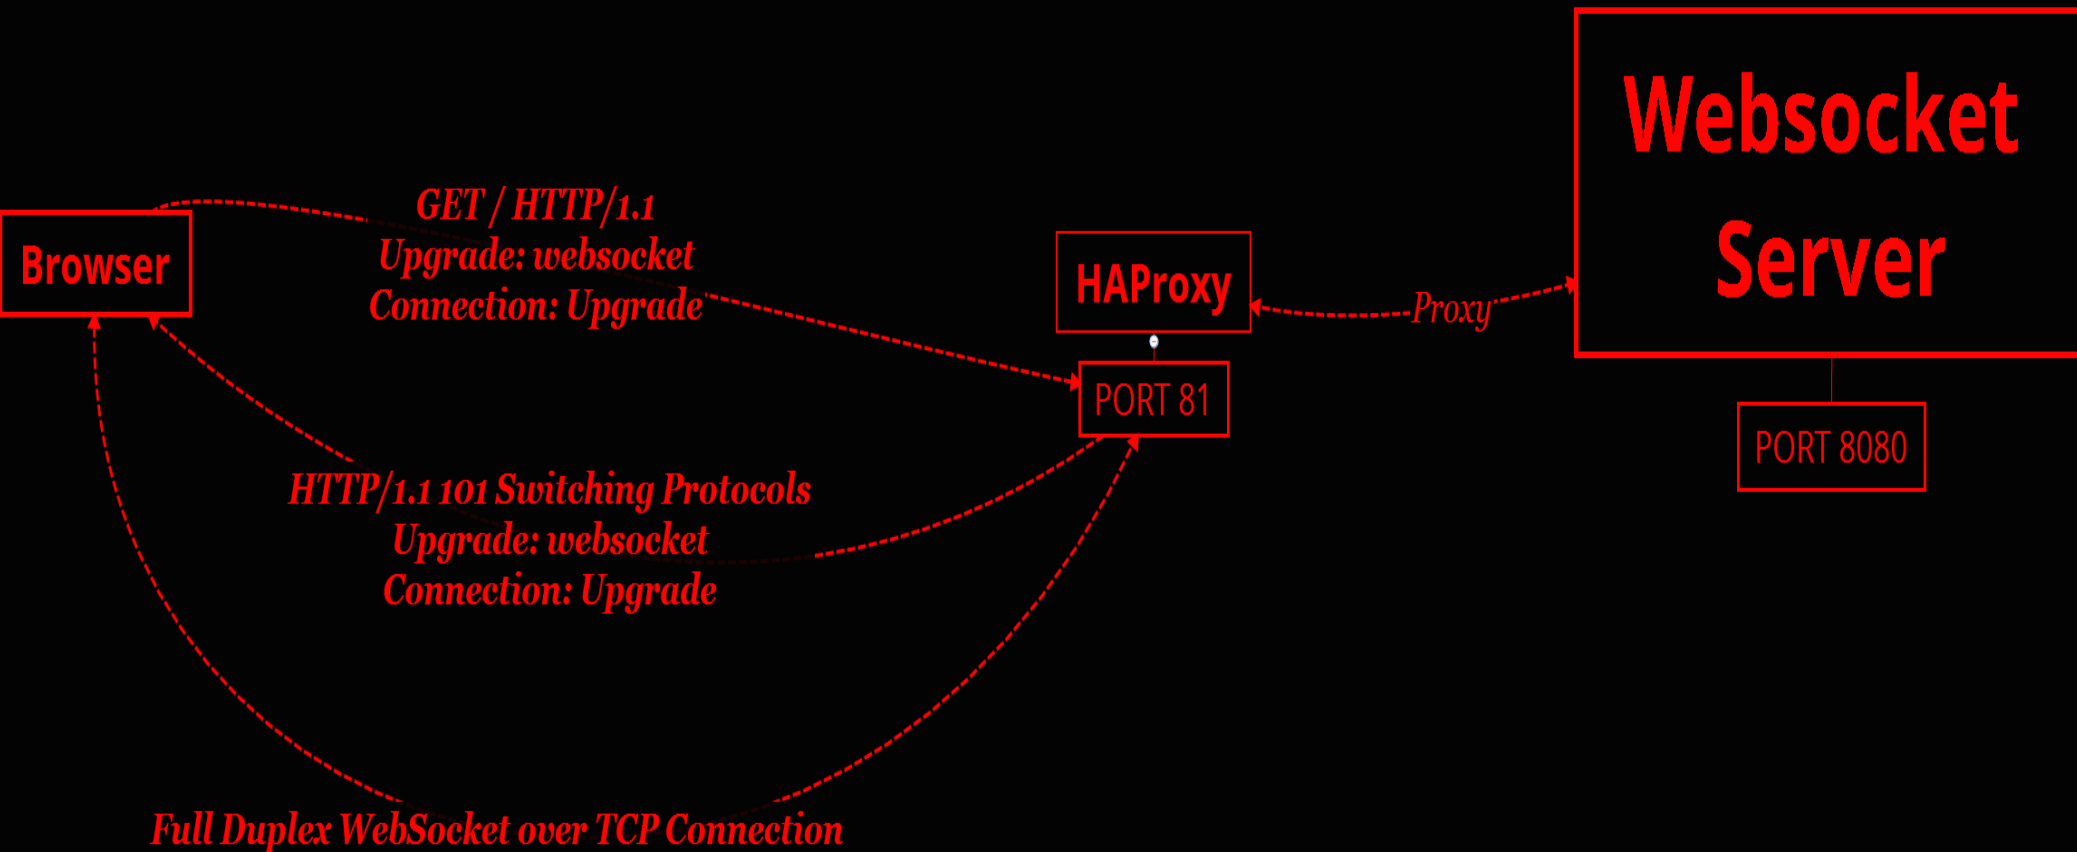 Websocket
Server
GET / HTTP/1.1
Upgrade: websocket
Connection: Upgrade
Browser
HAProxy
Proxy
PORT 81
PORT 8080
HTTP/1.1 101 Switching Protocols
Upgrade: websocket
Connection: Upgrade
Full Duplex WebSocket over TCP Connection